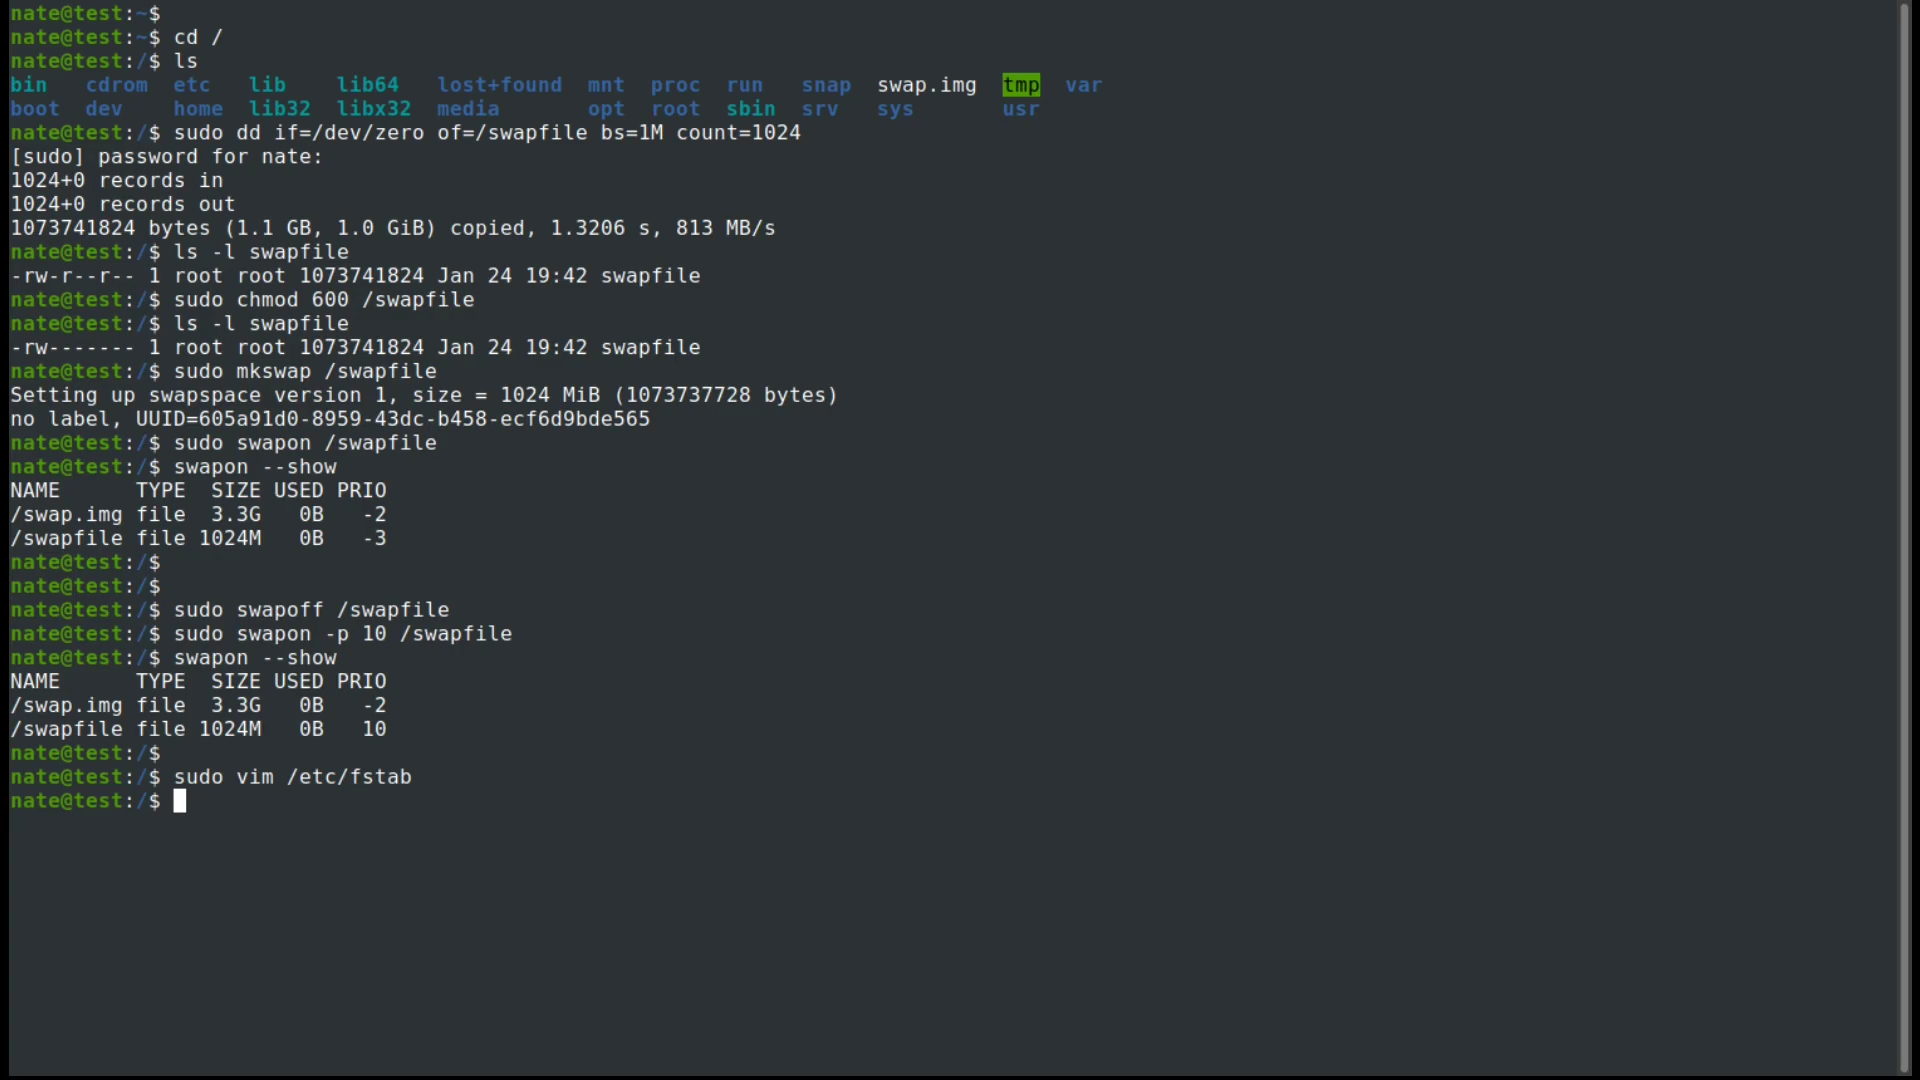 nate@test:~$
nate@test:~$ cd /
nate@test:/$ ls
bin   cdrom  etc   lib    lib64   lost+found  mnt  proc  run   snap  swap.img  tmp  var
boot  dev    home  lib32  libx32  media       opt  root  sbin  srv   sys       usr
nate@test:/$ sudo dd if=/dev/zero of=/swapfile bs=1M count=1024
[sudo] password for nate:
1024+0 records in
1024+0 records out
1073741824 bytes (1.1 GB, 1.0 GiB) copied, 1.3206 s, 813 MB/s
nate@test:/$ ls -l swapfile
-rw-r--r-- 1 root root 1073741824 Jan 24 19:42 swapfile
nate@test:/$ sudo chmod 600 /swapfile
nate@test:/$ ls -l swapfile
-rw------- 1 root root 1073741824 Jan 24 19:42 swapfile
nate@test:/$ sudo mkswap /swapfile
Setting up swapspace version 1, size = 1024 MiB (1073737728 bytes)
no label, UUID=605a91d0-8959-43dc-b458-ecf6d9bde565
nate@test:/$ sudo swapon /swapfile
nate@test:/$ swapon --show
NAME      TYPE  SIZE USED PRIO
/swap.img file  3.3G   0B   -2
/swapfile file 1024M   0B   -3
nate@test:/$
nate@test:/$
nate@test:/$ sudo swapoff /swapfile
nate@test:/$ sudo swapon -p 10 /swapfile
nate@test:/$ swapon --show
NAME      TYPE  SIZE USED PRIO
/swap.img file  3.3G   0B   -2
/swapfile file 1024M   0B   10
nate@test:/$
nate@test:/$ sudo vim /etc/fstab
nate@test:/$